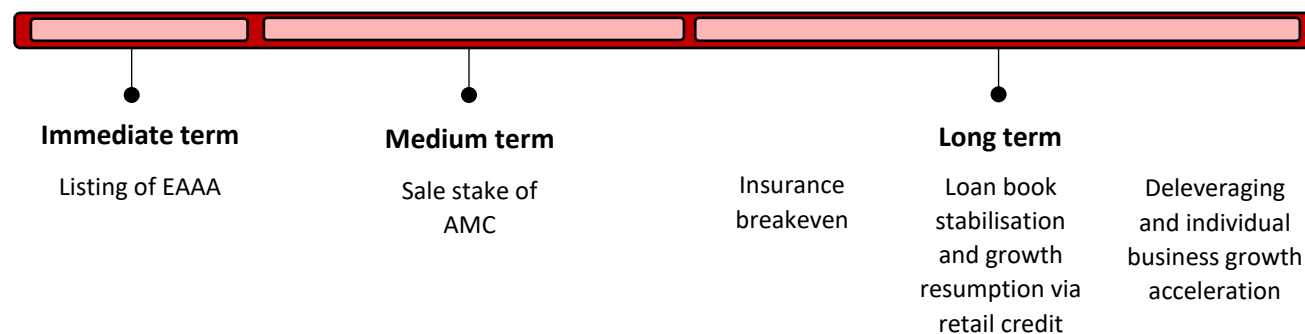 Immediate term
Listing of EAAA
Medium term
Sale stake of
AMC
Long term
Insurance
breakeven
Loan book
stabilisation
and growth
resumption via
retail credit
Deleveraging
and individual
business growth
acceleration